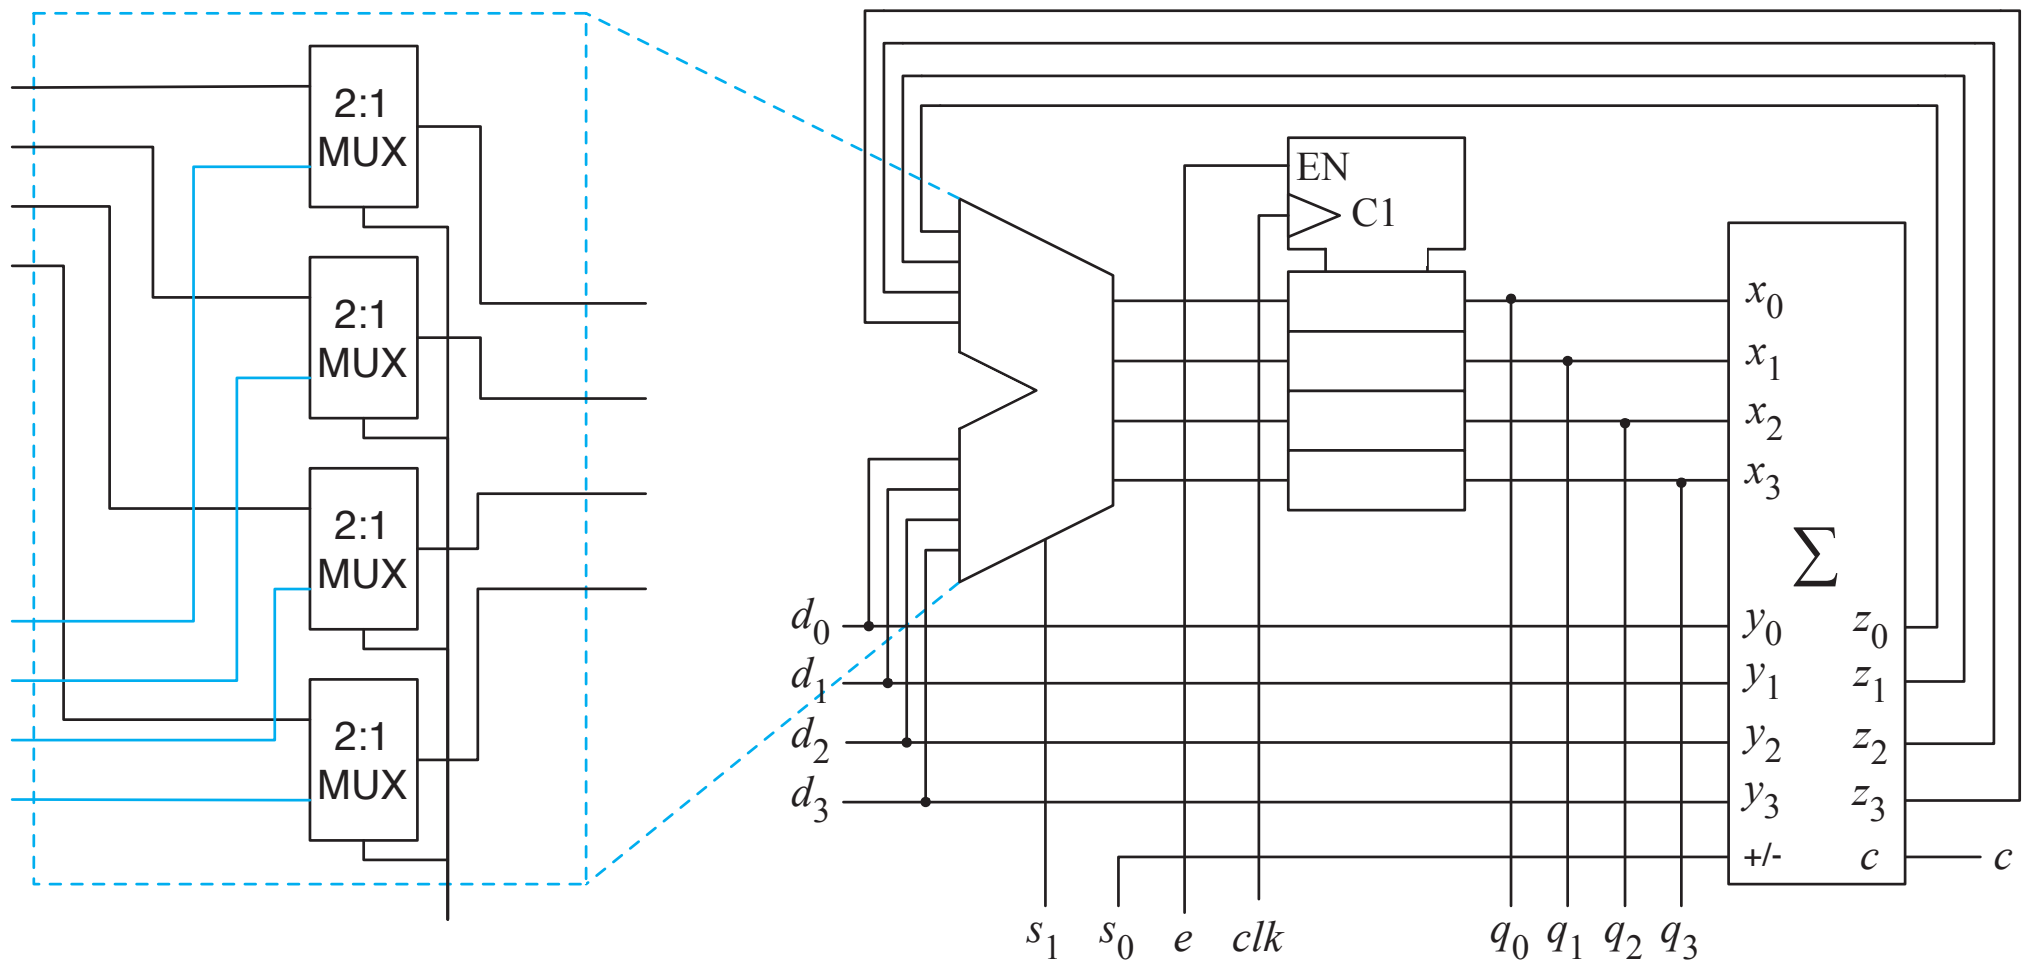 2:1
MUX
2:1
MUX
2:1
MUX
2:1
MUX
EN
C1
x0
x1
x2
x3
∑
d0
y0
z0
d1
y1
z1
d2
y2
z2
d3
y3
z3
+/-
c
c
s1
s0
e
clk
q0
q1
q2
q3